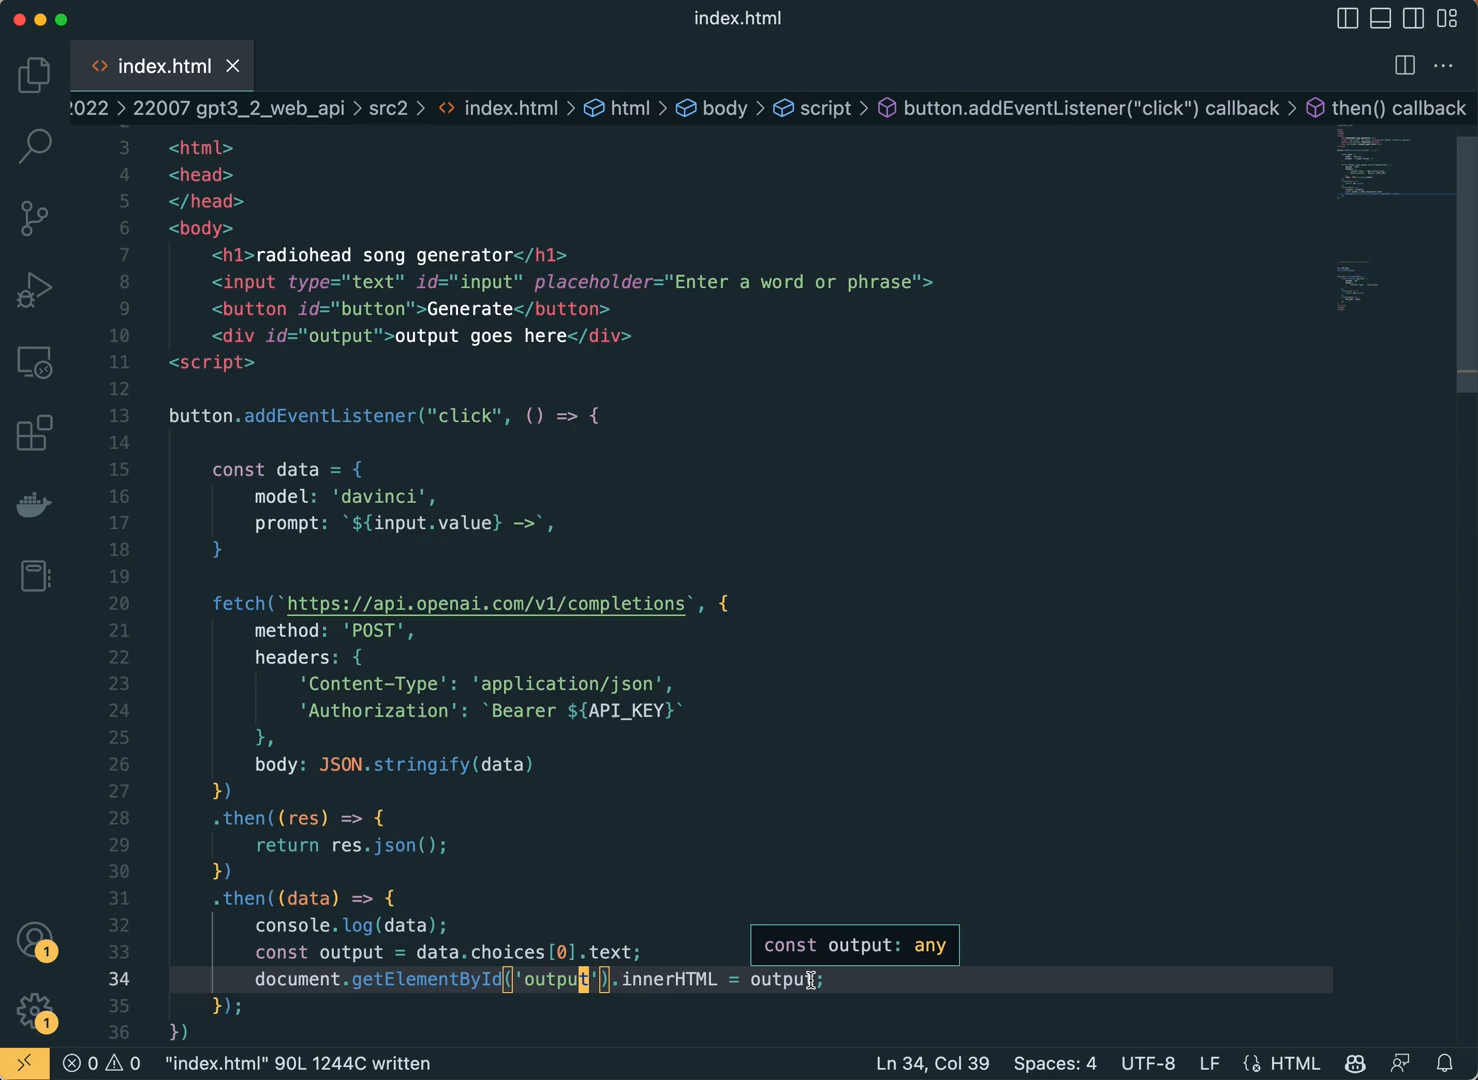 index.html
index.html
2022 > 22007 gpt3_2_web_api > src2 > <> index.html > html > body > script > button.addEventListener("click") callback > then() callback
3 <html>
4 <head>
5 </head>
6 <body>
7 <h1>radiohead song generator</h1>
8 <input type="text" id="input" placeholder="Enter a word or phrase">
9 <button id="button">Generate</button>
10 <div id="output">output goes here</div>
11 <script>
12
13 button.addEventListener("click", () => {
14
15 const data = {
16 model: 'davinci',
17 prompt: `${input.value} ->`,
18 }
19
20 fetch(`https://api.openai.com/v1/completions`, {
21 method: 'POST',
22 headers: {
23 'Content-Type': 'application/json',
24 'Authorization': `Bearer ${API_KEY}`
25 },
26 body: JSON.stringify(data)
27 })
28 .then((res) => {
29 return res.json();
30 })
31 .then((data) => {
32 console.log(data);
33 const output = data.choices[0].text;
const output: any
34 document.getElementById('output').innerHTML = output;
35 });
36 })
1
1
0 0 "index.html" 90L 1244C written Ln 34, Col 39 Spaces: 4 UTF-8 LF HTML